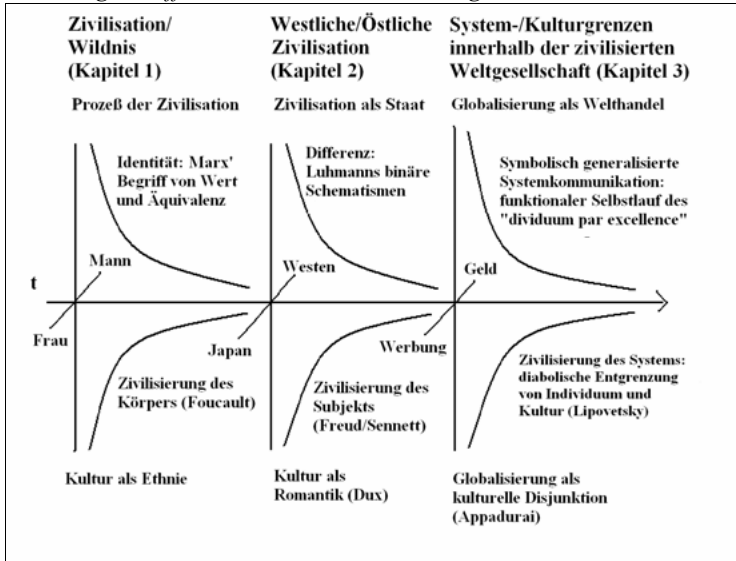 Zivilisation/
Wildnis
(Kapitel 1)
Westliche/Östliche
Zivilisation
(Kapitel 2)
System-/Kulturgrenzen
innerhalb der zivilisierten
Weltgesellschaft (Kapitel 3)
Prozeß der Zivilisation
Zivilisation als Staat
Globalisierung als Welthandel
Identität: Marx'
Begriff von Wert
und Äquivalenz
Differenz:
Luhmanns binäre
Schematismen
Symbolisch generalisierte
Systemkommunikation:
funktionaler Selbstlauf des
"dividuum par excellence"
Mann
Westen
Geld
t
Frau
Japan
Werbung
Zivilisierung des
Körpers (Foucault)
Zivilisierung des
Subjekts
(Freud/Sennett)
Zivilisierung des Systems:
diabolische Entgrenzung
von Individuum und
Kultur (Lipovetsky)
Kultur als Ethnie
Kultur als
Romantik (Dux)
Globalisierung als
kulturelle Disjunktion
(Appadurai)